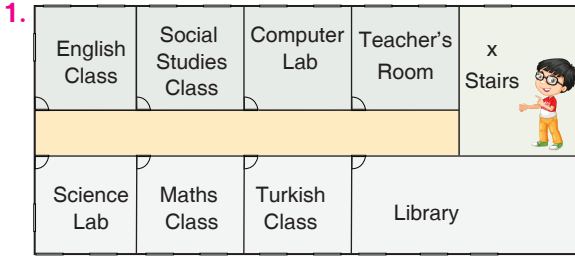 1.
English
Class
Social
Studies
Class
Computer
Lab
Teacher's
Room
x
Stairs
Science
Lab
Maths
Class
Turkish
Class
Library